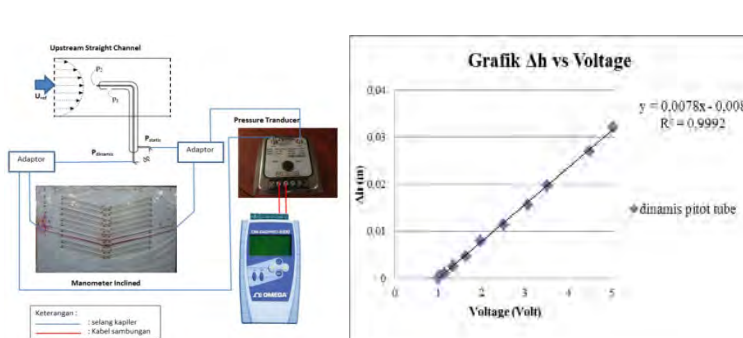 Upstream Straight Channel
P₂
P₁
Pressure Tranducer
Adaptor
Adaptor
Manometer Inclined
OMEGA
Keterangan :
: selang kapiler
: Kabel sambungan
Grafik Δh vs Voltage
0,04
0,03
0,02
0,01
0
Δh (m)
y = 0,0078x - 0,008
R² = 0,9992
dinamis pitot tube
0
1
2
3
4
5
Voltage (Volt)